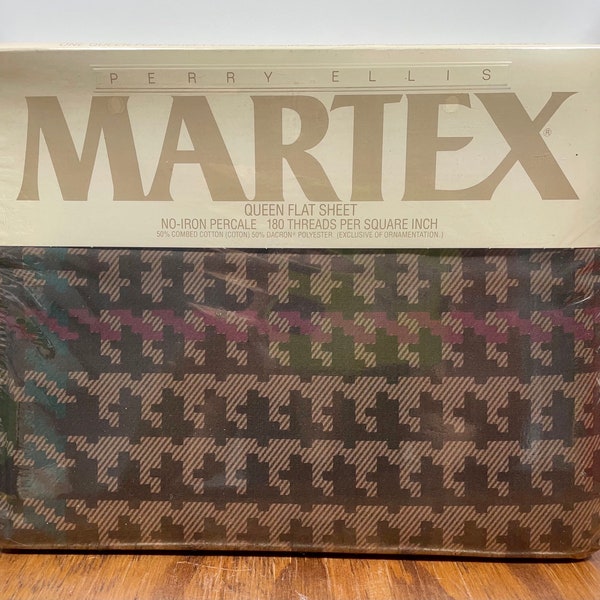 PERRY ELLIS
MARTEX®
QUEEN FLAT SHEET
NO-IRON PERCALE 180 THREADS PER SQUARE INCH
50% COMBED COTTON (COTON) 50% DACRON® POLYESTER. (EXCLUSIVE OF ORNAMENTATION.)